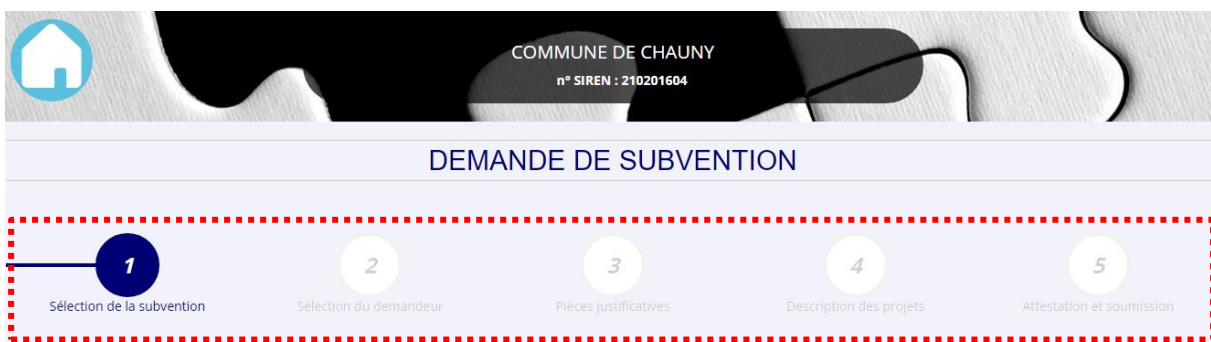 COMMUNE DE CHAUNY
n° SIREN : 210201604
DEMANDE DE SUBVENTION
1
Sélection de la subvention
2
Sélection du demandeur
3
Pièces justificatives
4
Description des projets
5
Attestation et soumission